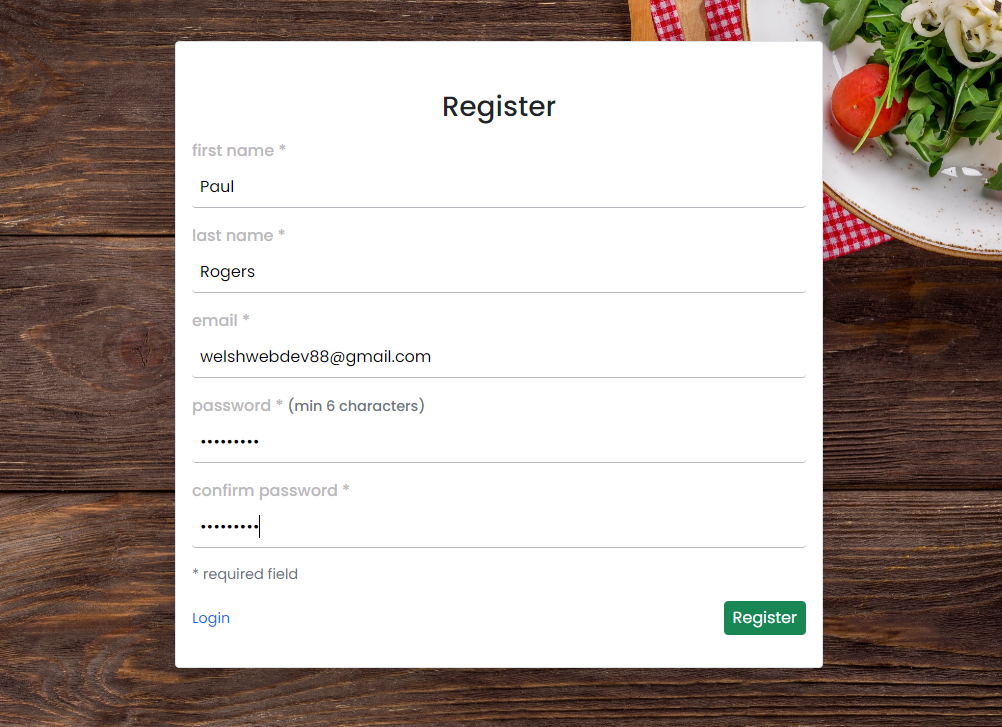 Register
first name *
Paul
last name *
Rogers
email *
welshwebdev88@gmail.com
password * (min 6 characters)
•••••••••
confirm password *
•••••••••
* required field
Login
Register